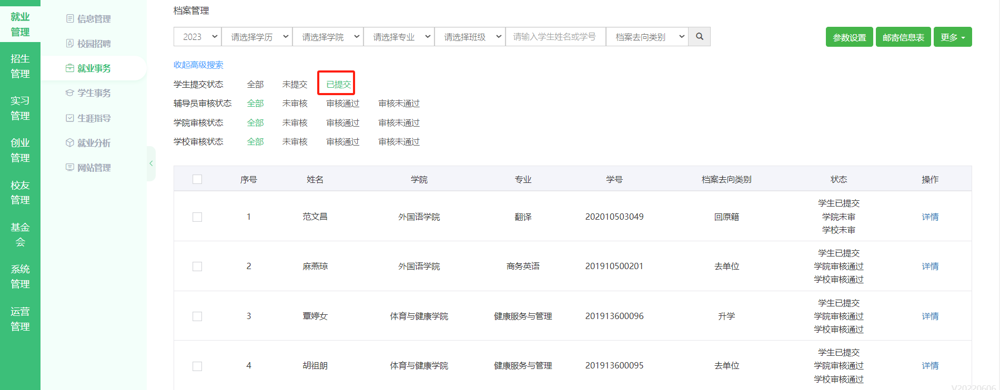 就业
管理
招生
管理
实习
管理
创业
管理
校友
管理
基金
会
系统
管理
运营
管理
信息管理
校园招聘
就业事务
学生事务
生涯指导
就业分析
网站管理
档案管理
2023 请选择学历 请选择学院 请选择专业 请选择班级 请输入学生姓名或学号 档案去向类别
参数设置 邮寄信息表 更多
收起高级搜索
学生提交状态 全部 未提交 已提交
辅导员审核状态 全部 未审核 审核通过 审核未通过
学院审核状态 全部 未审核 审核通过 审核未通过
学校审核状态 全部 未审核 审核通过 审核未通过
序号 姓名 学院 专业 学号 档案去向类别 状态 操作
1 范文昌 外国语学院 翻译 202010503049 回原籍 学生已提交 详情
学院未审
学校未审
2 麻燕琼 外国语学院 商务英语 201910500201 去单位 学生已提交 详情
学院审核通过
学校审核通过
3 覃婷女 体育与健康学院 健康服务与管理 201913600096 升学 学生已提交 详情
学院审核通过
学校审核通过
4 胡祖朗 体育与健康学院 健康服务与管理 201913600095 去单位 学生已提交 详情
学院审核通过
学校审核通过
V20220606